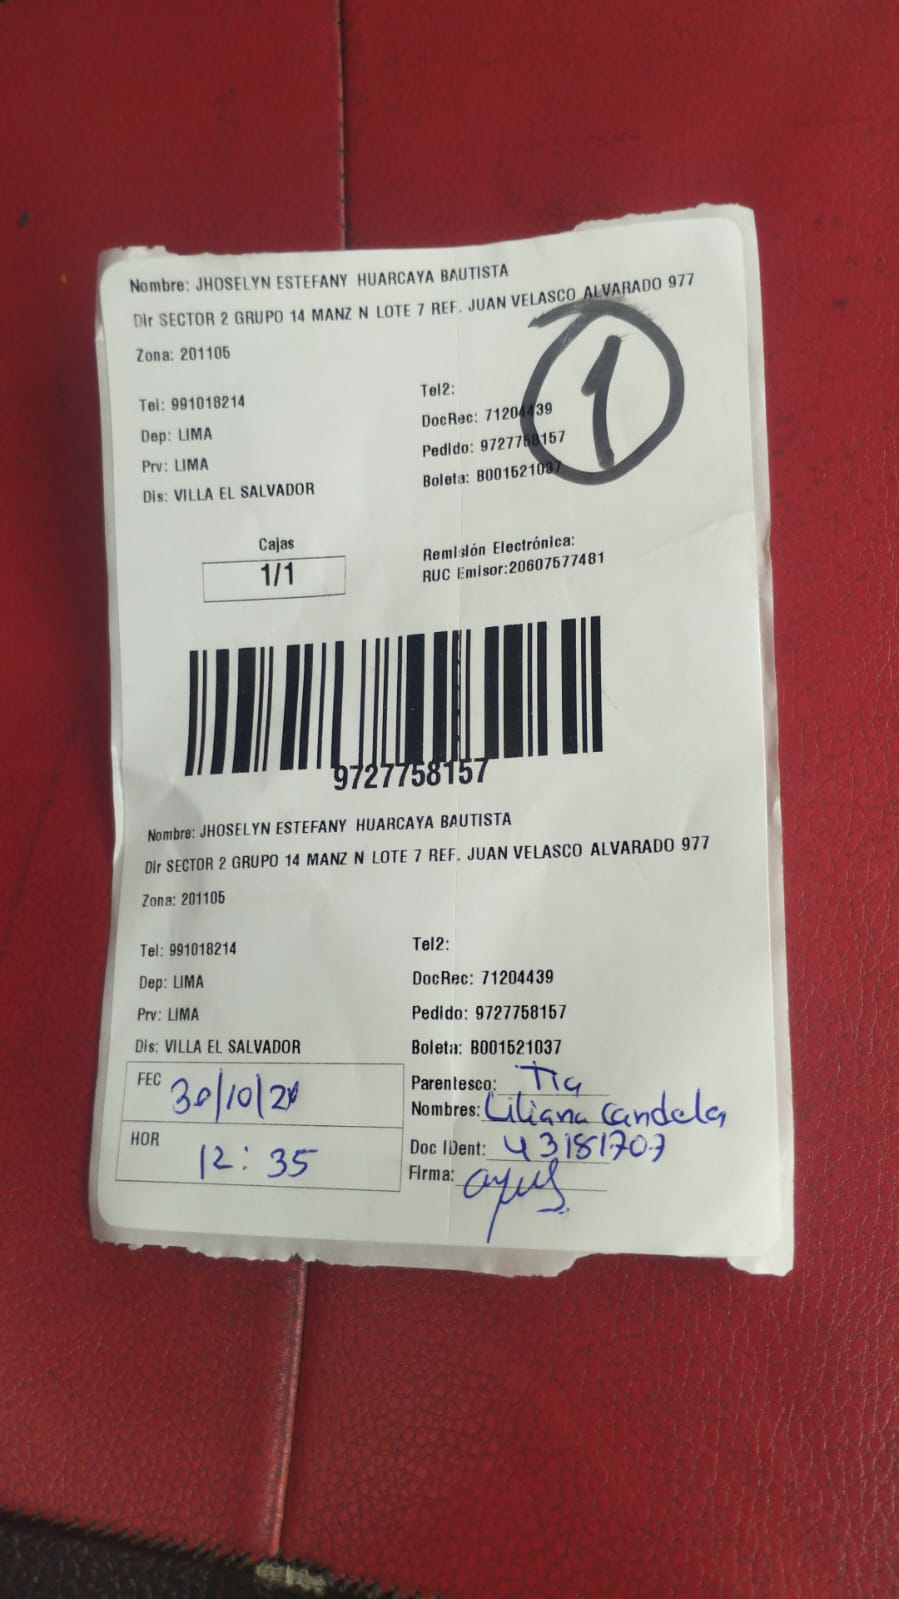 Nombre: JHOSELYN ESTEFANY HUARCAYA BAUTISTA
Dir SECTOR 2 GRUPO 14 MANZ N LOTE 7 REF. JUAN VELASCO ALVARADO 977
Zona: 201105
1
Tel: 991018214
Tel2:
Dep: LIMA
DocRec: 71204439
Prv: LIMA
Pedido: 9727758157
Dis: VILLA EL SALVADOR
Boleta: B001521037
Cajas
1/1
Remisión Electrónica:
RUC Emisor:20607577481
9727758157
Nombre: JHOSELYN ESTEFANY HUARCAYA BAUTISTA
Dir SECTOR 2 GRUPO 14 MANZ N LOTE 7 REF. JUAN VELASCO ALVARADO 977
Zona: 201105
Tel: 991018214
Tel2:
Dep: LIMA
DocRec: 71204439
Prv: LIMA
Pedido: 9727758157
Dis: VILLA EL SALVADOR
Boleta: B001521037
FEC 30/10/21
Parentesco: Tia
Nombres: Liliana Candela
HOR 12:35
Doc IDent: 43181707
Firma: